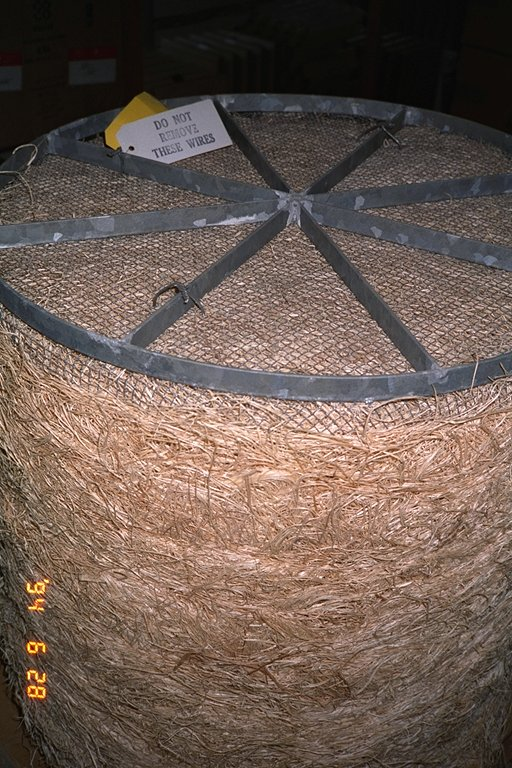 DO NOT
REMOVE
THESE WIRES
'94 6 28